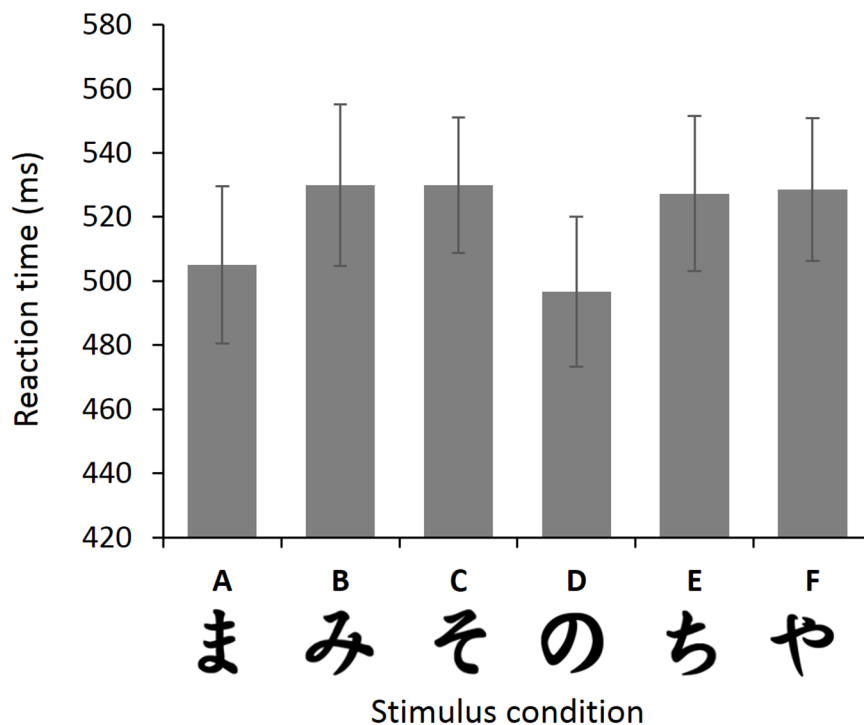 580
560
540
520
500
480
460
440
420
Reaction time (ms)
A B C D E F
ま み そ の ち や
Stimulus condition